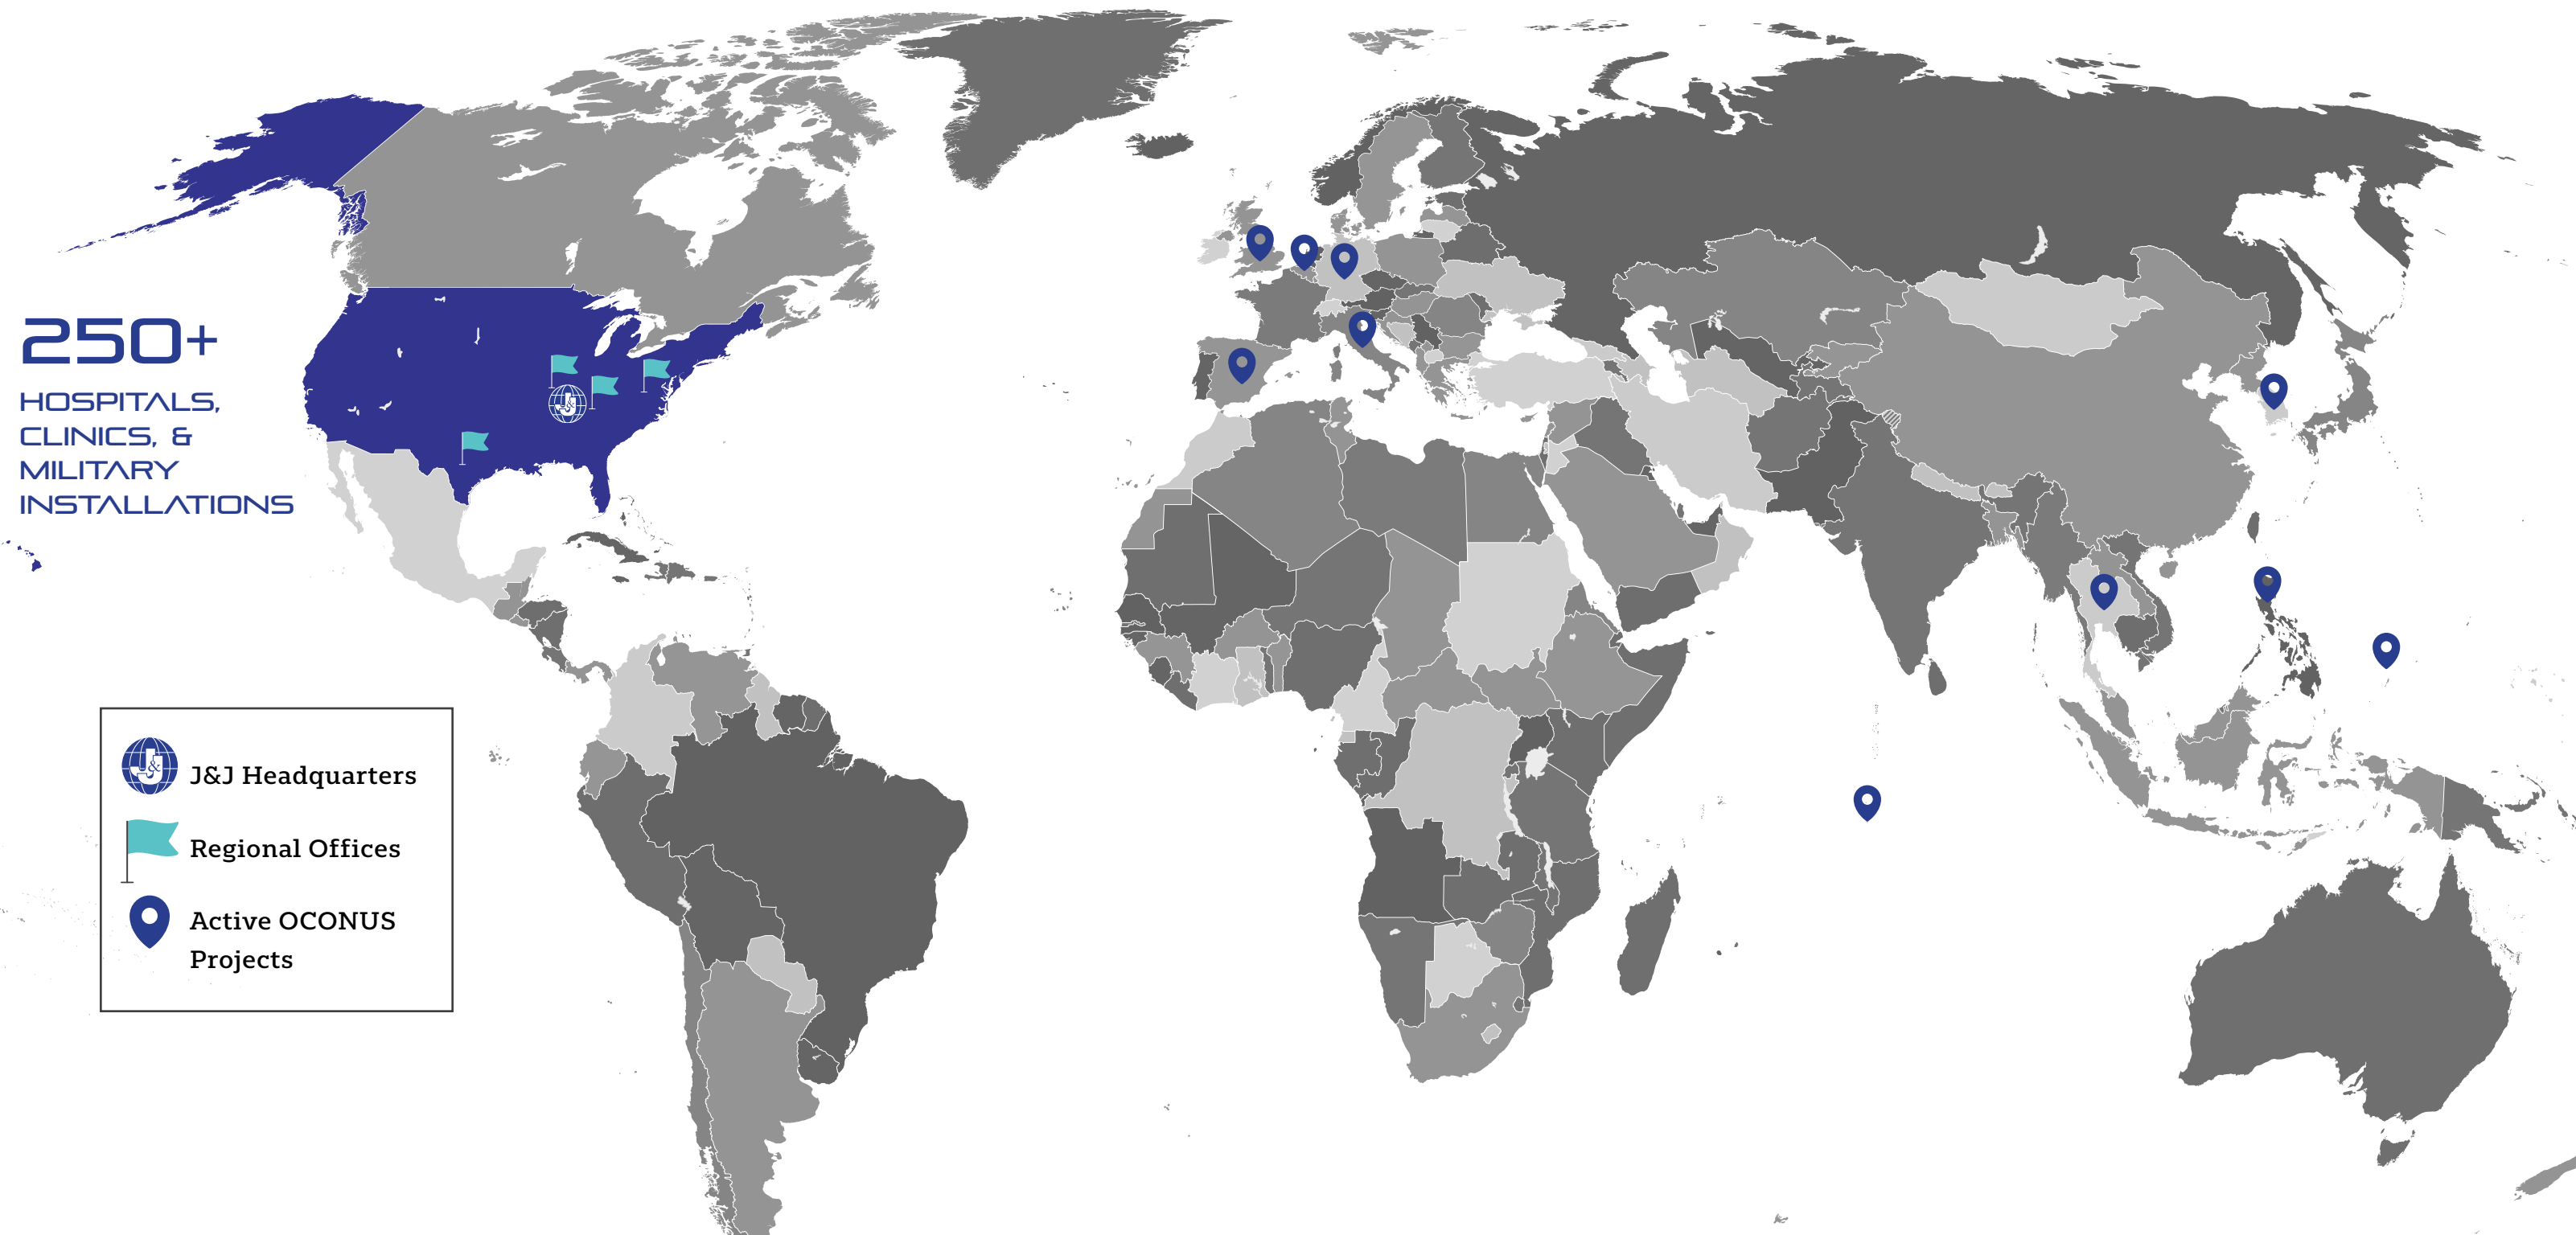 250+
HOSPITALS,
CLINICS, &
MILITARY
INSTALLATIONS
J&J
J&J
J&J Headquarters
Regional Offices
Active OCONUS
Projects